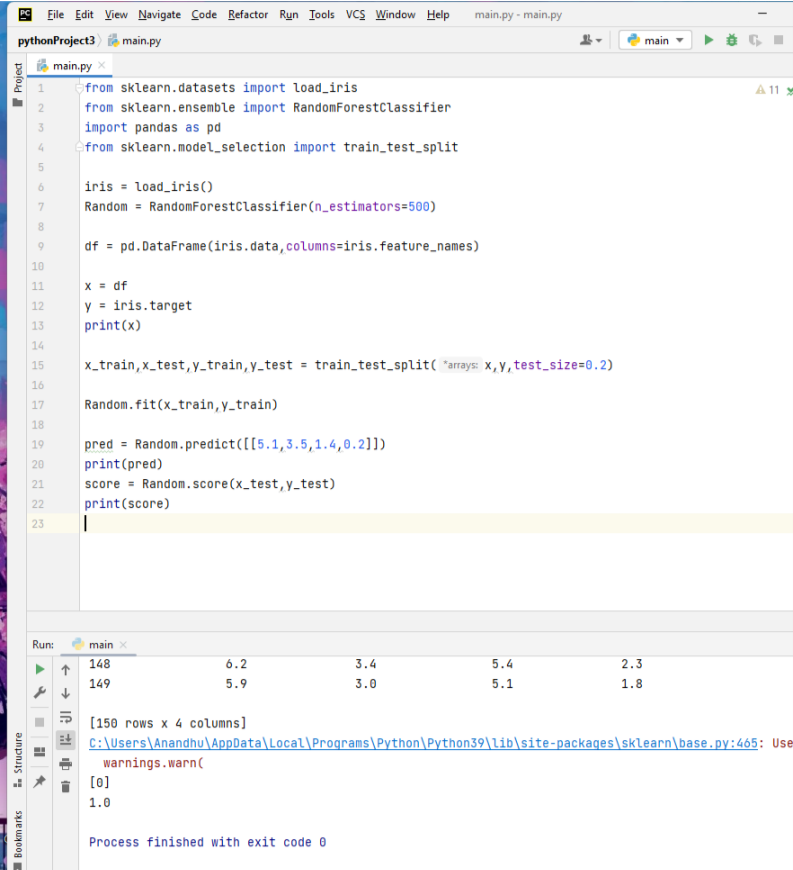 PC File Edit View Navigate Code Refactor Run Tools VCS Window Help main.py - main.py
pythonProject3 main.py main
Project
main.py
11
1 from sklearn.datasets import load_iris
2 from sklearn.ensemble import RandomForestClassifier
3 import pandas as pd
4 from sklearn.model_selection import train_test_split
5
6 iris = load_iris()
7 Random = RandomForestClassifier(n_estimators=500)
8
9 df = pd.DataFrame(iris.data,columns=iris.feature_names)
10
11 x = df
12 y = iris.target
13 print(x)
14
15 x_train,x_test,y_train,y_test = train_test_split( *arrays: x,y,test_size=0.2)
16
17 Random.fit(x_train,y_train)
18
19 pred = Random.predict([[5.1,3.5,1.4,0.2]])
20 print(pred)
21 score = Random.score(x_test,y_test)
22 print(score)
23
Run: main
148 6.2 3.4 5.4 2.3
149 5.9 3.0 5.1 1.8
[150 rows x 4 columns]
C:\Users\Anandhu\AppData\Local\Programs\Python\Python39\lib\site-packages\sklearn\base.py:465: Use
warnings.warn(
[0]
1.0
Process finished with exit code 0
Structure
Bookmarks